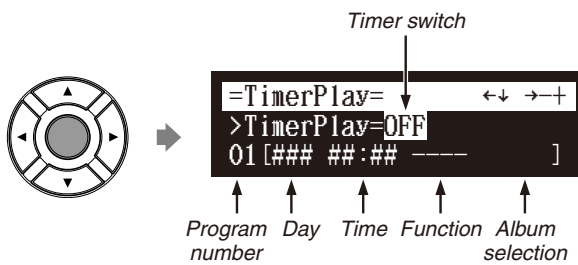 Timer switch
=TimerPlay= ←↓ →−+
>TimerPlay=OFF
01[### ##:## ---- ]
Program number
Day
Time
Function
Album selection